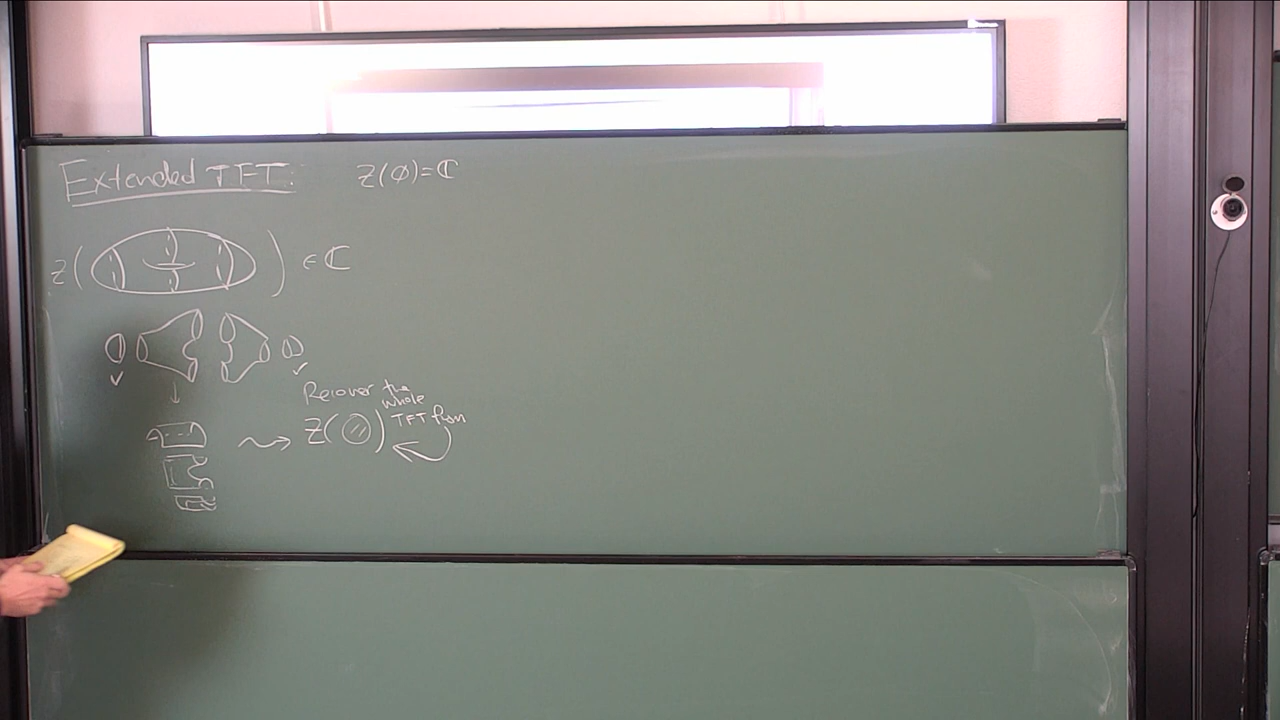 Extended TFT: Z(∅)=ℂ
Z( ) ∈ ℂ
Recover the
whole
TFT from
Z( )